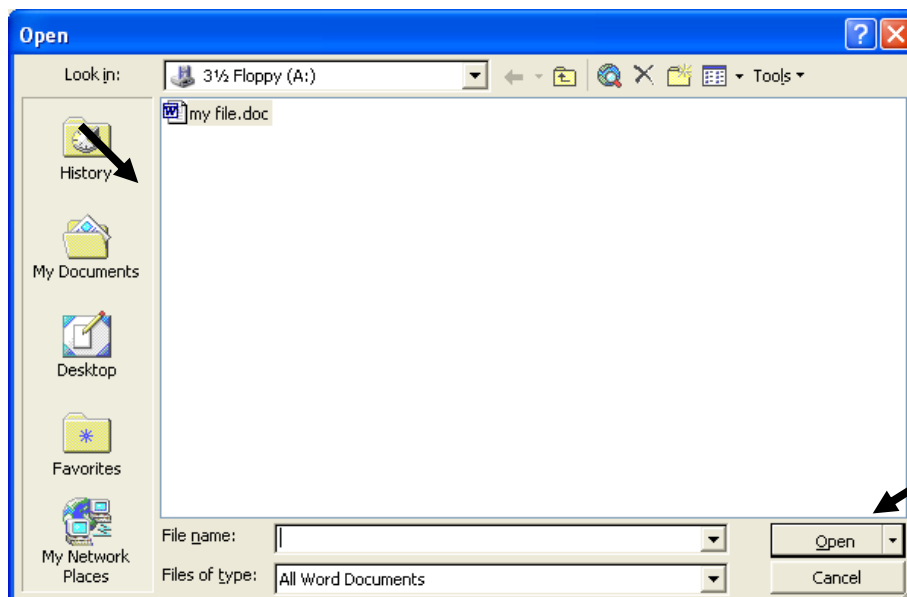 Open
Look in: 3½ Floppy (A:) Tools
my file.doc
History
My Documents
Desktop
Favorites
My Network
Places
File name: Open
Files of type: All Word Documents Cancel